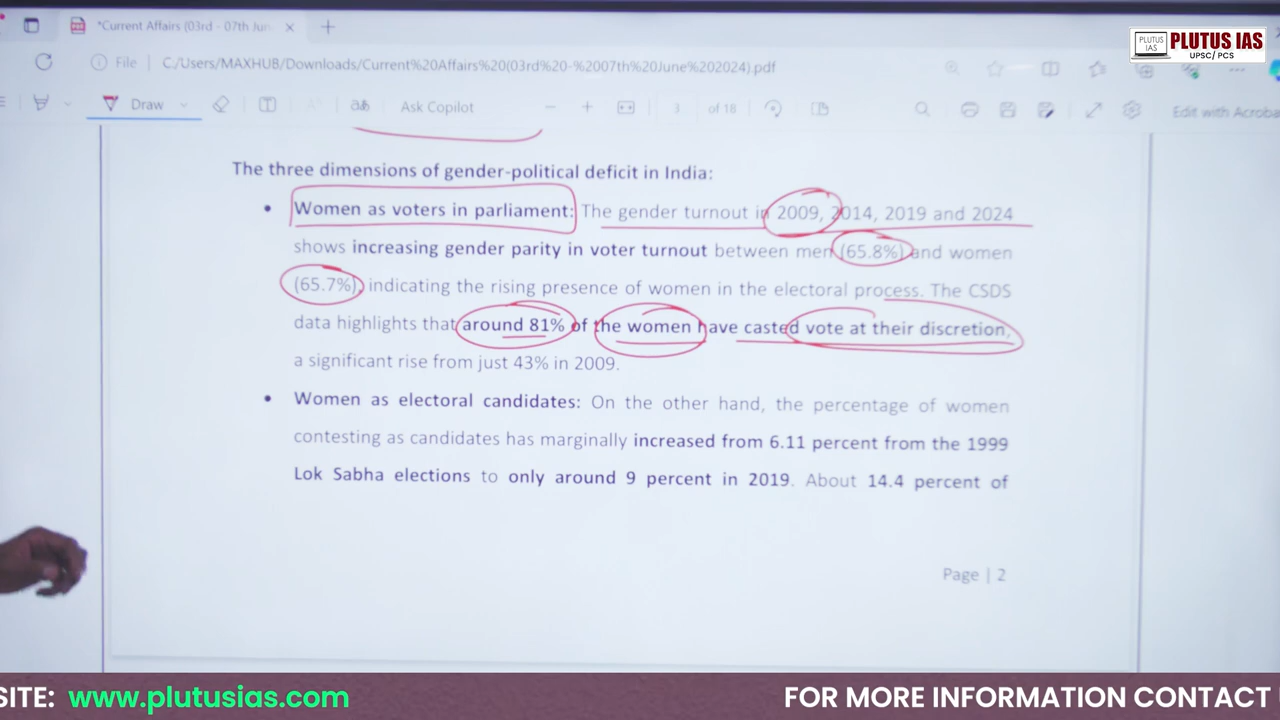 *Current Affairs (03rd - 07th Jun
PLUTUS IAS
PLUTUS IAS
UPSC/ PCS
File
C:/Users/MAXHUB/Downloads/Current%20
%20-%2007th%20June%202024).pdf
Draw
Ask Copilot
3 of 18
Edit with Acroba
The three dimensions of gender-political deficit in India:
• Women as voters in parliament: The gender turnout in 2009, 2014, 2019 and 2024
shows increasing gender parity in voter turnout between men (65.8%) and women
(65.7%) indicating the rising presence of women in the electoral process. The CSDS
data highlights that around 81% of the women have casted vote at their discretion,
a significant rise from just 43% in 2009.
• Women as electoral candidates: On the other hand, the percentage of women
contesting as candidates has marginally increased from 6.11 percent from the 1999
Lok Sabha elections to only around 9 percent in 2019. About 14.4 percent of
Page | 2
SITE: www.plutusias.com
FOR MORE INFORMATION CONTACT